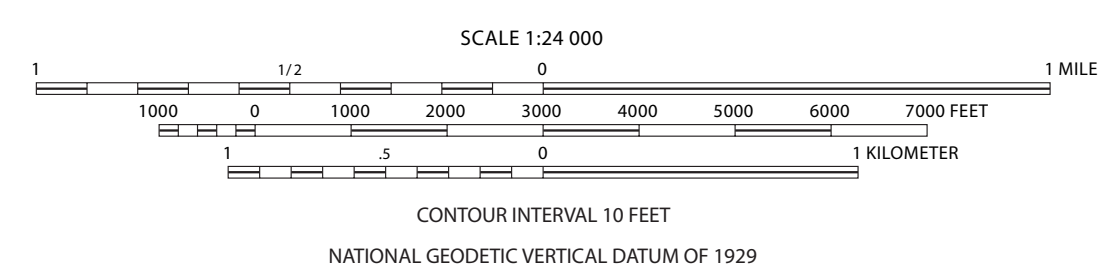 SCALE 1:24 000
1 1/2 0 1 MILE
1000 0 1000 2000 3000 4000 5000 6000 7000 FEET
1 .5 0 1 KILOMETER
CONTOUR INTERVAL 10 FEET
NATIONAL GEODETIC VERTICAL DATUM OF 1929